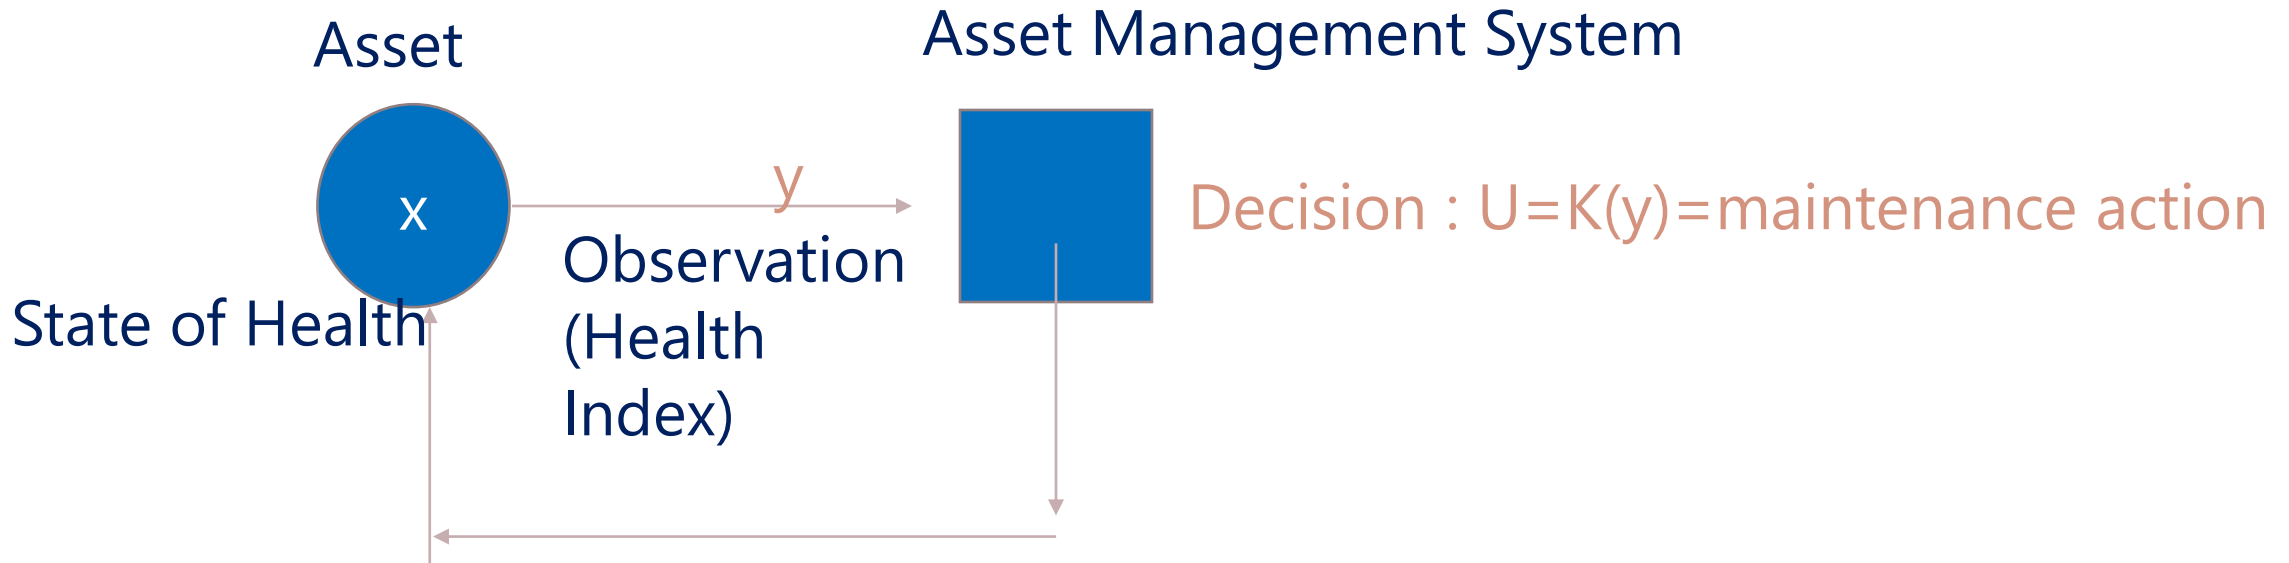 Asset
Asset Management System
x
y
Decision : U=K(y)=maintenance action
Observation
(Health
Index)
State of Health